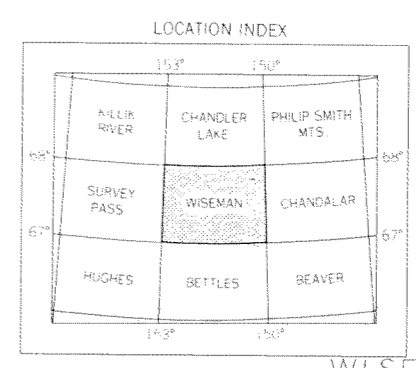 LOCATION INDEX
153° 150°
KILLIK RIVER
CHANDLER LAKE
PHILIP SMITH MTS.
68° 68°
SURVEY PASS
WISEMAN
CHANDALAR
67° 67°
HUGHES
BETTLES
BEAVER
153° 150°